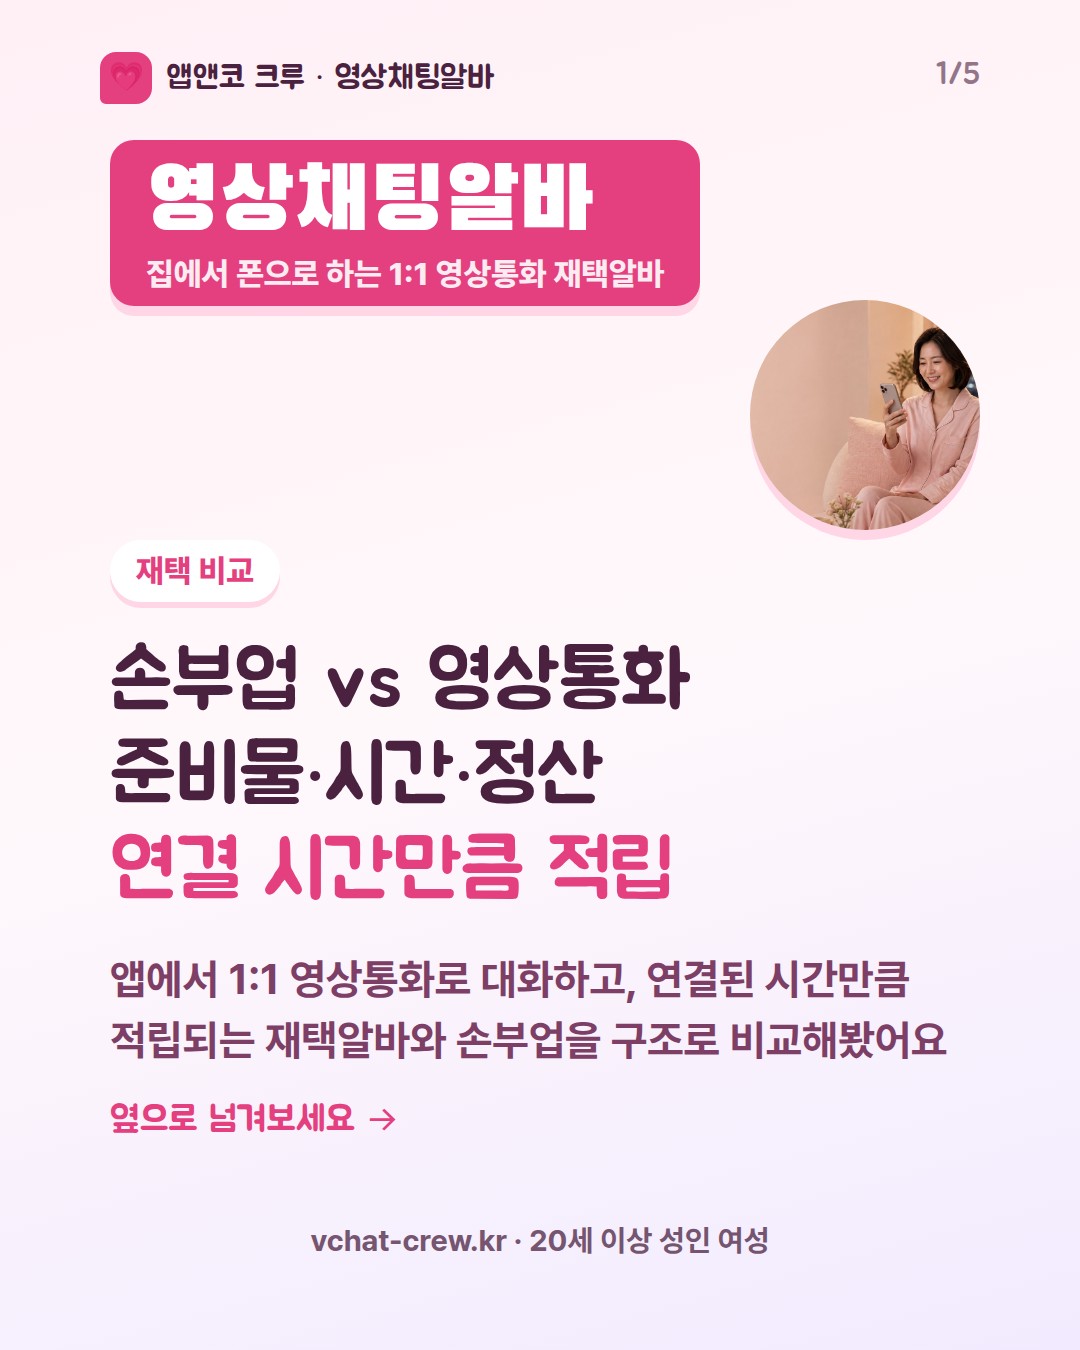 앱앤코 크루 · 영상채팅알바
1/5
영상채팅알바
집에서 폰으로 하는 1:1 영상통화 재택알바
재택 비교
손부업 vs 영상통화
준비물·시간·정산
연결 시간만큼 적립
앱에서 1:1 영상통화로 대화하고, 연결된 시간만큼
적립되는 재택알바와 손부업을 구조로 비교해봤어요
옆으로 넘겨보세요 →
vchat-crew.kr · 20세 이상 성인 여성